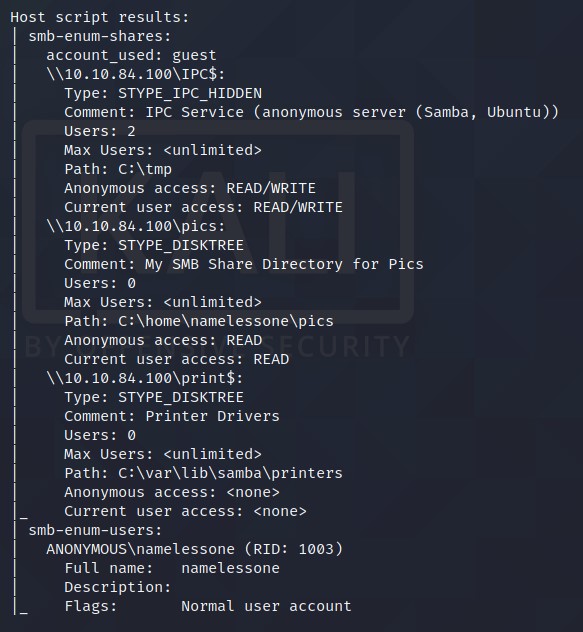 Host script results:
| smb-enum-shares:
|   account_used: guest
|   \\10.10.84.100\IPC$:
|     Type: STYPE_IPC_HIDDEN
|     Comment: IPC Service (anonymous server (Samba, Ubuntu))
|     Users: 2
|     Max Users: <unlimited>
|     Path: C:\tmp
|     Anonymous access: READ/WRITE
|     Current user access: READ/WRITE
|   \\10.10.84.100\pics:
|     Type: STYPE_DISKTREE
|     Comment: My SMB Share Directory for Pics
|     Users: 0
|     Max Users: <unlimited>
|     Path: C:\home\namelessone\pics
|     Anonymous access: READ
|     Current user access: READ
|   \\10.10.84.100\print$:
|     Type: STYPE_DISKTREE
|     Comment: Printer Drivers
|     Users: 0
|     Max Users: <unlimited>
|     Path: C:\var\lib\samba\printers
|     Anonymous access: <none>
|_    Current user access: <none>
| smb-enum-users:
|   ANONYMOUS\namelessone (RID: 1003)
|     Full name:   namelessone
|     Description:
|_    Flags:       Normal user account
KALI
BY OFFENSIVE SECURITY